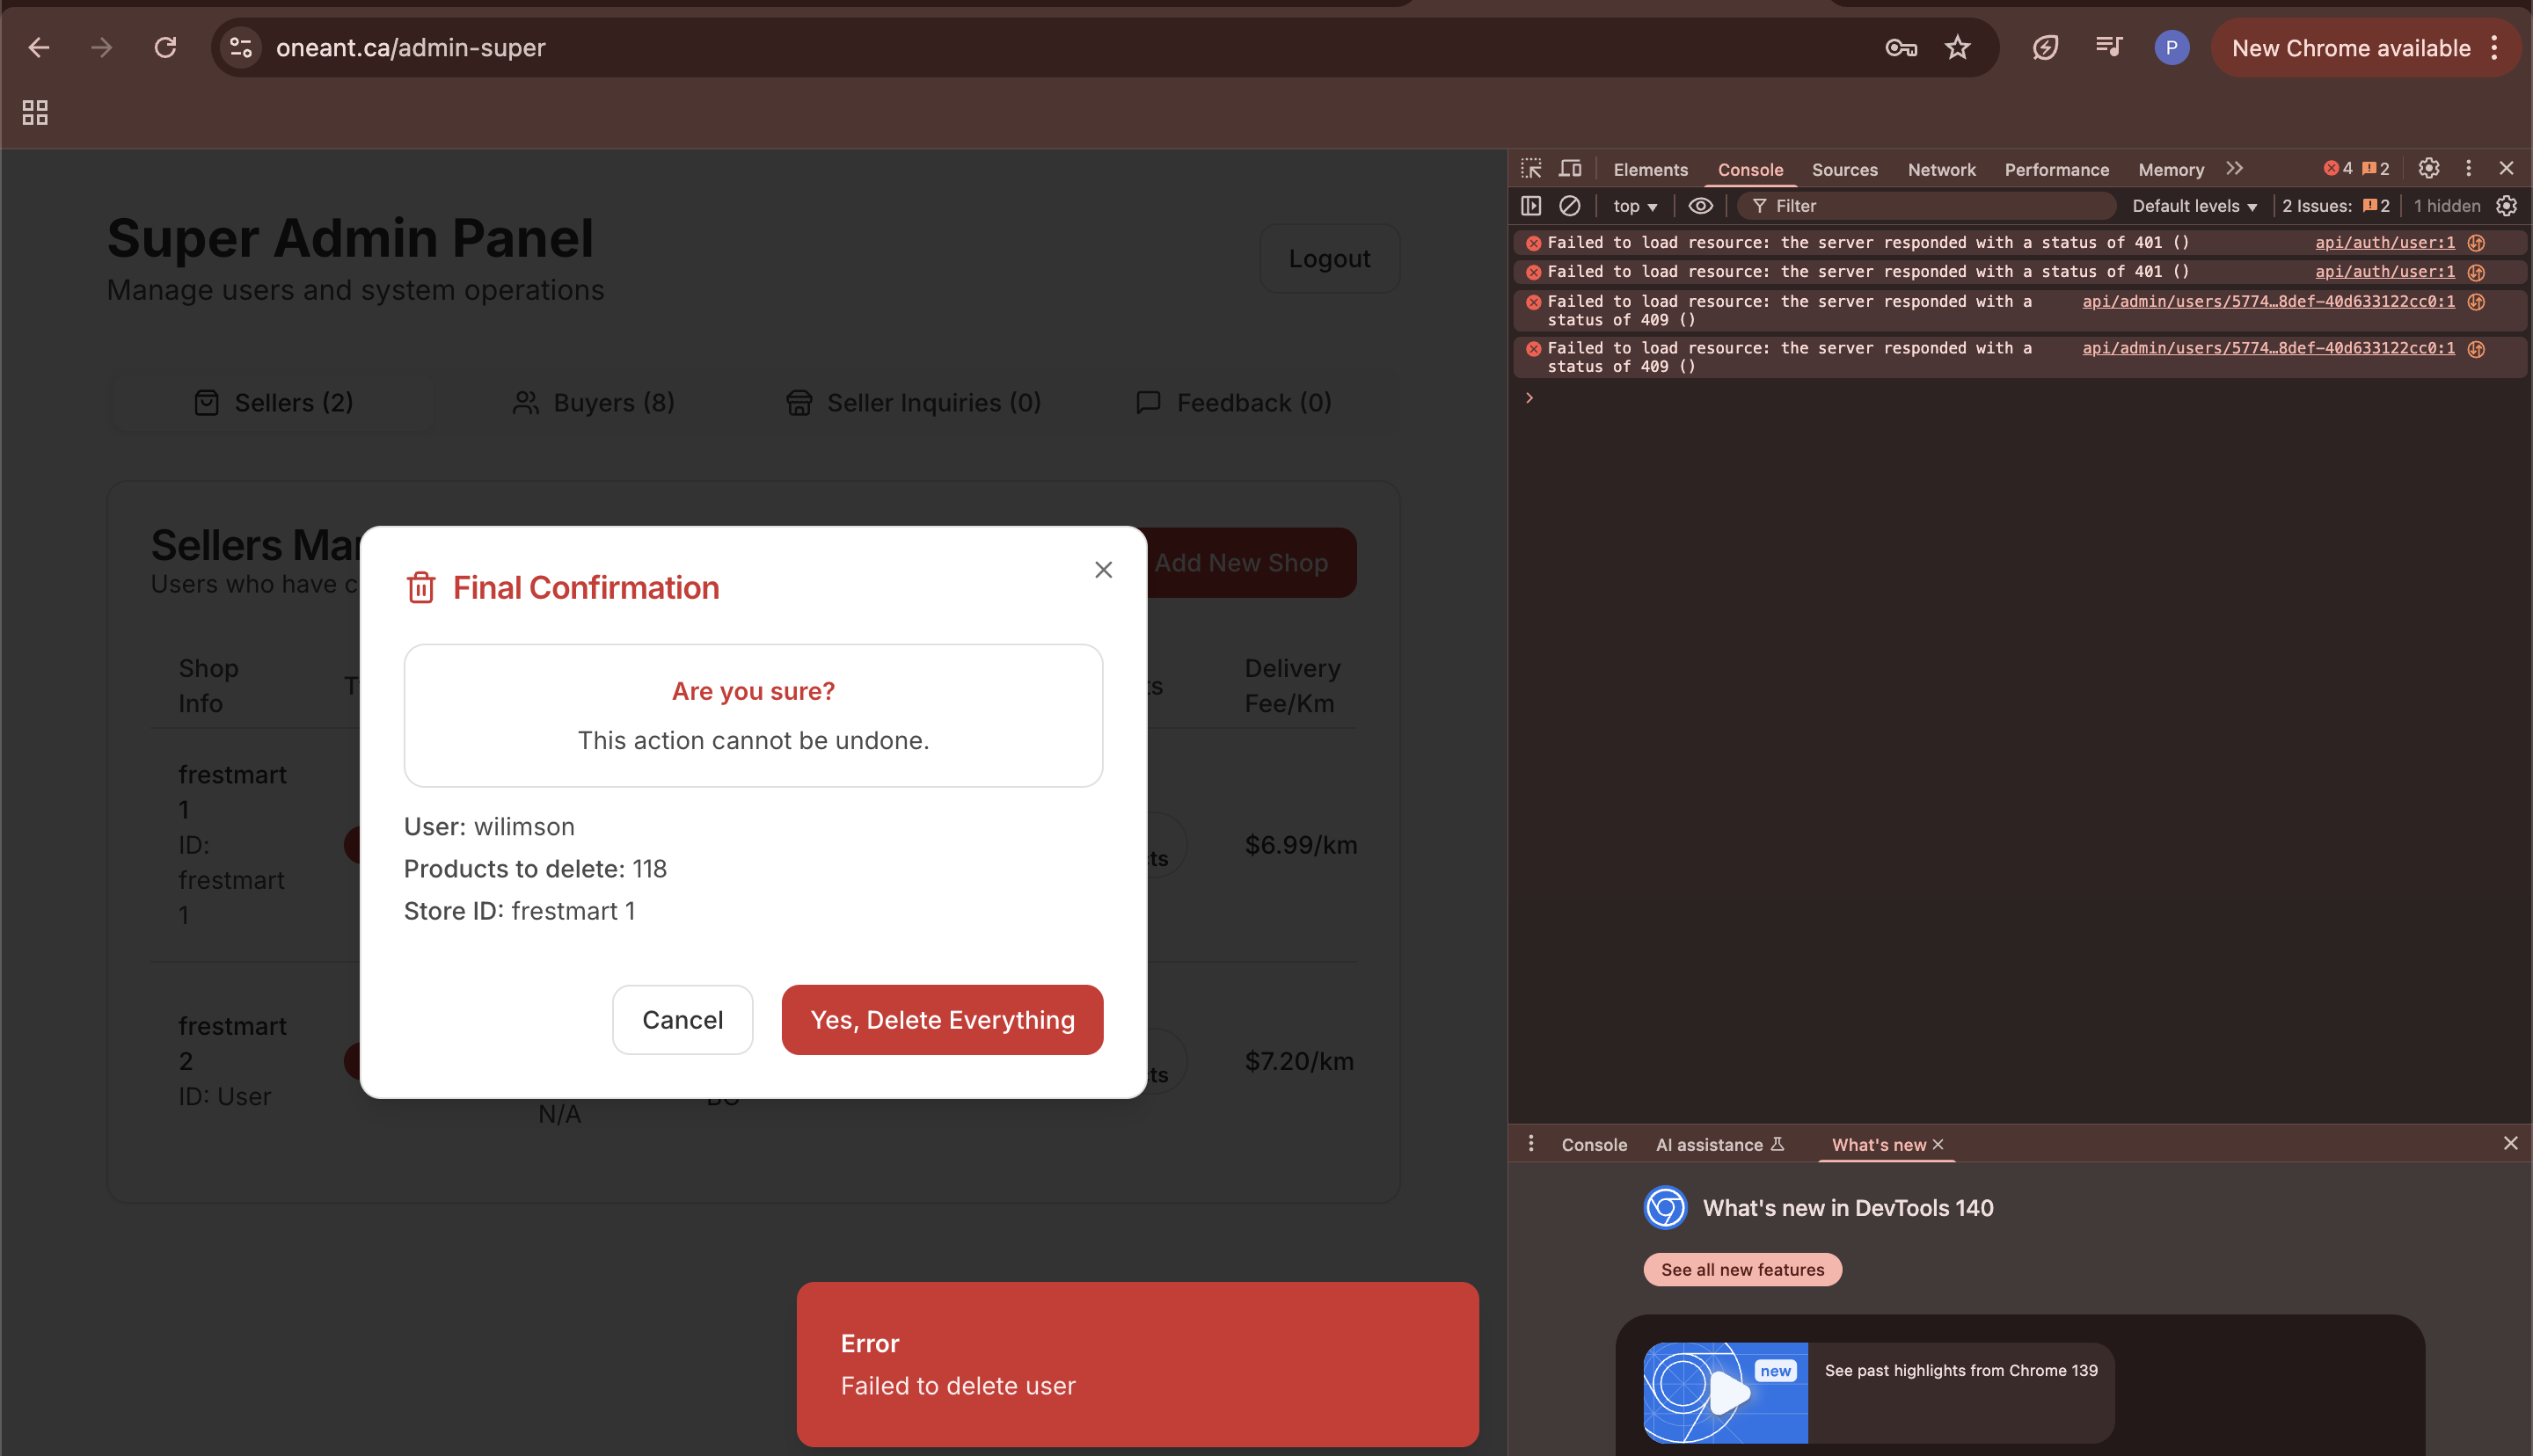 oneant.ca/admin-super
P
New Chrome available
Super Admin Panel
Manage users and system operations
Logout
Sellers (2)
Buyers (8)
Seller Inquiries (0)
Feedback (0)
Sellers Ma
Users who have c
Add New Shop
Shop
Info
T
ts
Delivery
Fee/Km
frestmart
1
ID:
frestmart
1
ts
$6.99/km
frestmart
2
ID: User
N/A
ts
$7.20/km
Final Confirmation
Are you sure?
This action cannot be undone.
User: wilimson
Products to delete: 118
Store ID: frestmart 1
Cancel
Yes, Delete Everything
Error
Failed to delete user
Elements
Console
Sources
Network
Performance
Memory
4
2
top
Filter
Default levels
2 Issues:
2
1 hidden
Failed to load resource: the server responded with a status of 401 ()
api/auth/user:1
Failed to load resource: the server responded with a status of 401 ()
api/auth/user:1
Failed to load resource: the server responded with a
api/admin/users/5774…8def-40d633122cc0:1
status of 409 ()
Failed to load resource: the server responded with a
api/admin/users/5774…8def-40d633122cc0:1
status of 409 ()
Console
AI assistance
What's new
What's new in DevTools 140
See all new features
new
See past highlights from Chrome 139